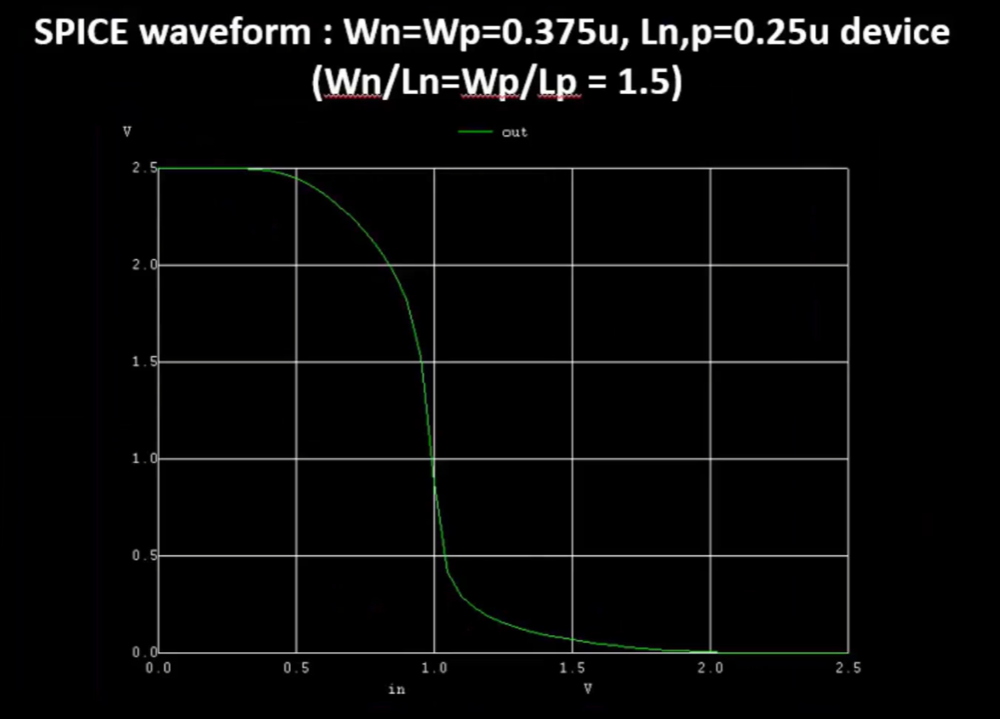 SPICE waveform : Wn=Wp=0.375u, Ln,p=0.25u device
(Wn/Ln=Wp/Lp = 1.5)
V
out
2.5
2.0
1.5
1.0
0.5
0.0
0.0 0.5 1.0 1.5 2.0 2.5
in V